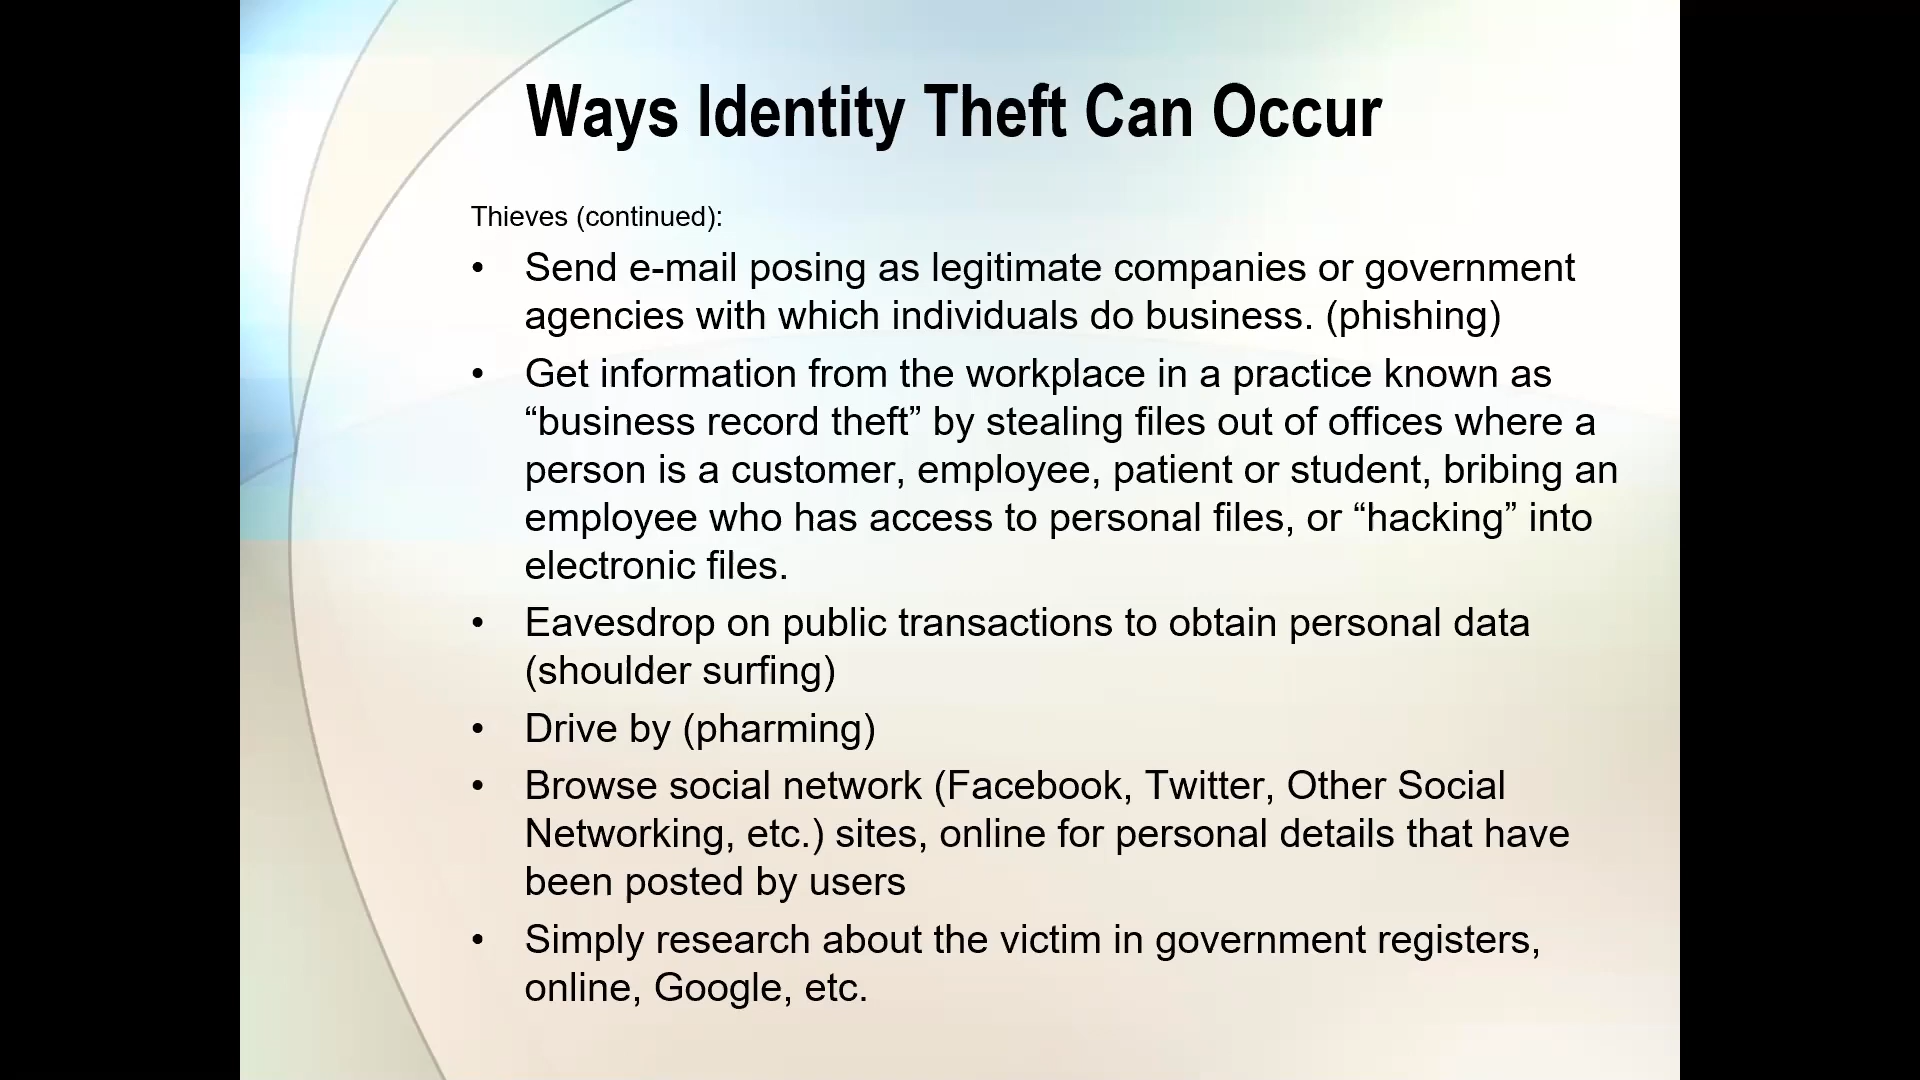 Ways Identity Theft Can Occur
Thieves (continued):
• Send e-mail posing as legitimate companies or government
agencies with which individuals do business. (phishing)
• Get information from the workplace in a practice known as
“business record theft” by stealing files out of offices where a
person is a customer, employee, patient or student, bribing an
employee who has access to personal files, or “hacking” into
electronic files.
• Eavesdrop on public transactions to obtain personal data
(shoulder surfing)
• Drive by (pharming)
• Browse social network (Facebook, Twitter, Other Social
Networking, etc.) sites, online for personal details that have
been posted by users
• Simply research about the victim in government registers,
online, Google, etc.